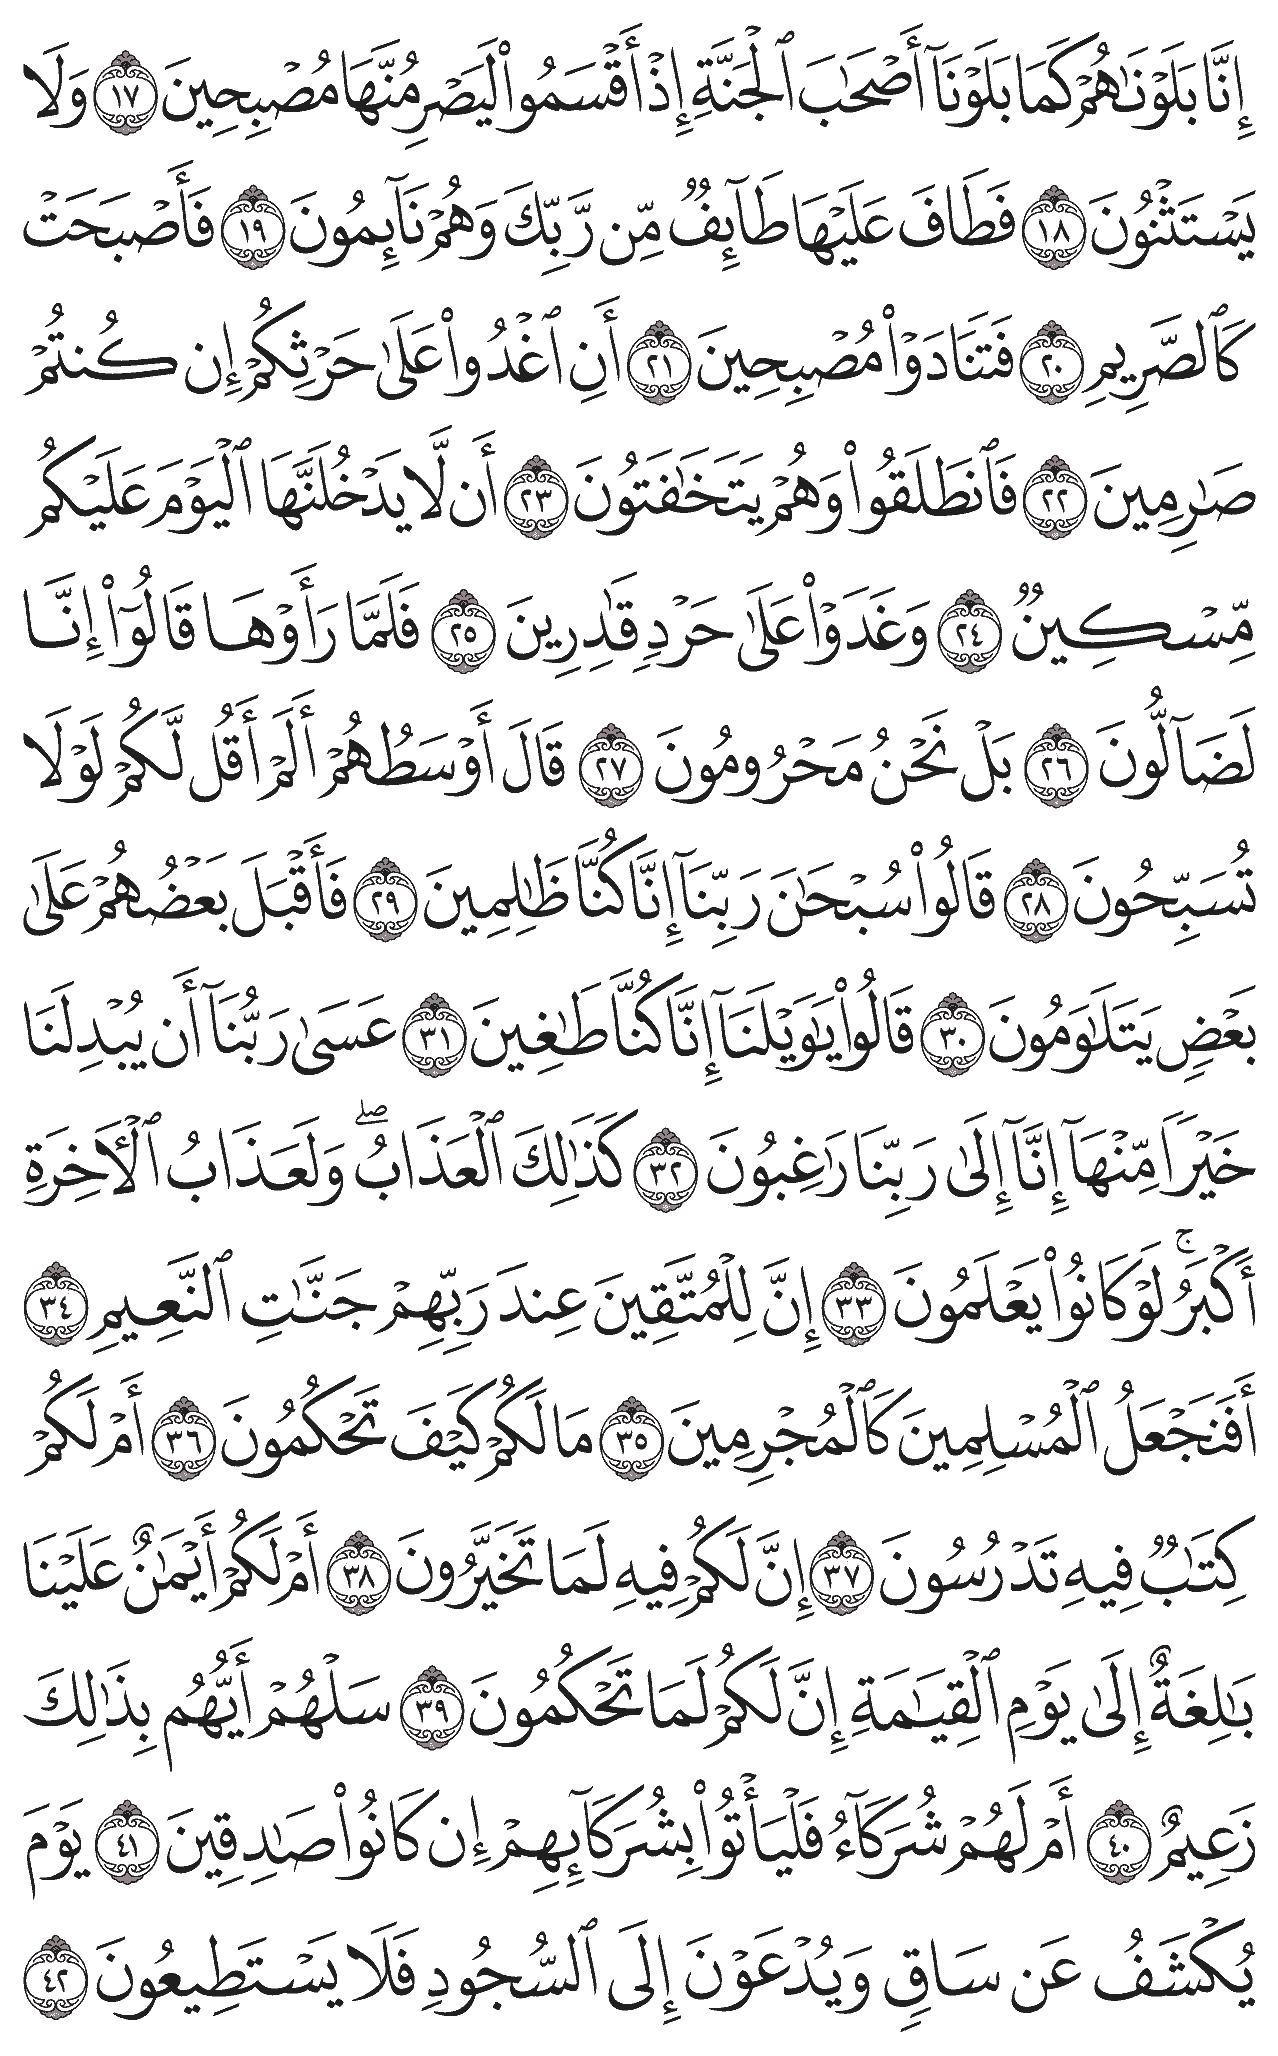 إِنَّا بَلَوْنَٰهُمْ كَمَا بَلَوْنَآ أَصْحَٰبَ ٱلْجَنَّةِ إِذْ أَقْسَمُوا۟ لَيَصْرِمُنَّهَا مُصْبِحِينَ ١٧ وَلَا
يَسْتَثْنُونَ ١٨ فَطَافَ عَلَيْهَا طَآئِفٌ مِّن رَّبِّكَ وَهُمْ نَآئِمُونَ ١٩ فَأَصْبَحَتْ
كَٱلصَّرِيمِ ٢٠ فَتَنَادَوْا۟ مُصْبِحِينَ ٢١ أَنِ ٱغْدُوا۟ عَلَىٰ حَرْثِكُمْ إِن كُنتُمْ
صَٰرِمِينَ ٢٢ فَٱنطَلَقُوا۟ وَهُمْ يَتَخَٰفَتُونَ ٢٣ أَن لَّا يَدْخُلَنَّهَا ٱلْيَوْمَ عَلَيْكُم
مِّسْكِينٌ ٢٤ وَغَدَوْا۟ عَلَىٰ حَرْدٍ قَٰدِرِينَ ٢٥ فَلَمَّا رَأَوْهَا قَالُوٓا۟ إِنَّا
لَضَآلُّونَ ٢٦ بَلْ نَحْنُ مَحْرُومُونَ ٢٧ قَالَ أَوْسَطُهُمْ أَلَمْ أَقُل لَّكُمْ لَوْلَا
تُسَبِّحُونَ ٢٨ قَالُوا۟ سُبْحَٰنَ رَبِّنَآ إِنَّا كُنَّا ظَٰلِمِينَ ٢٩ فَأَقْبَلَ بَعْضُهُمْ عَلَىٰ
بَعْضٍ يَتَلَٰوَمُونَ ٣٠ قَالُوا۟ يَٰوَيْلَنَآ إِنَّا كُنَّا طَٰغِينَ ٣١ عَسَىٰ رَبُّنَآ أَن يُبْدِلَنَا
خَيْرًا مِّنْهَآ إِنَّآ إِلَىٰ رَبِّنَا رَٰغِبُونَ ٣٢ كَذَٰلِكَ ٱلْعَذَابُ ۖ وَلَعَذَابُ ٱلْءَاخِرَةِ
أَكْبَرُ ۚ لَوْ كَانُوا۟ يَعْلَمُونَ ٣٣ إِنَّ لِلْمُتَّقِينَ عِندَ رَبِّهِمْ جَنَّٰتِ ٱلنَّعِيمِ ٣٤
أَفَنَجْعَلُ ٱلْمُسْلِمِينَ كَٱلْمُجْرِمِينَ ٣٥ مَا لَكُمْ كَيْفَ تَحْكُمُونَ ٣٦ أَمْ لَكُمْ
كِتَٰبٌ فِيهِ تَدْرُسُونَ ٣٧ إِنَّ لَكُمْ فِيهِ لَمَا تَخَيَّرُونَ ٣٨ أَمْ لَكُمْ أَيْمَٰنٌ عَلَيْنَا
بَٰلِغَةٌ إِلَىٰ يَوْمِ ٱلْقِيَٰمَةِ إِنَّ لَكُمْ لَمَا تَحْكُمُونَ ٣٩ سَلْهُمْ أَيُّهُم بِذَٰلِكَ
زَعِيمٌ ٤٠ أَمْ لَهُمْ شُرَكَآءُ فَلْيَأْتُوا۟ بِشُرَكَآئِهِمْ إِن كَانُوا۟ صَٰدِقِينَ ٤١ يَوْمَ
يُكْشَفُ عَن سَاقٍ وَيُدْعَوْنَ إِلَى ٱلسُّجُودِ فَلَا يَسْتَطِيعُونَ ٤٢